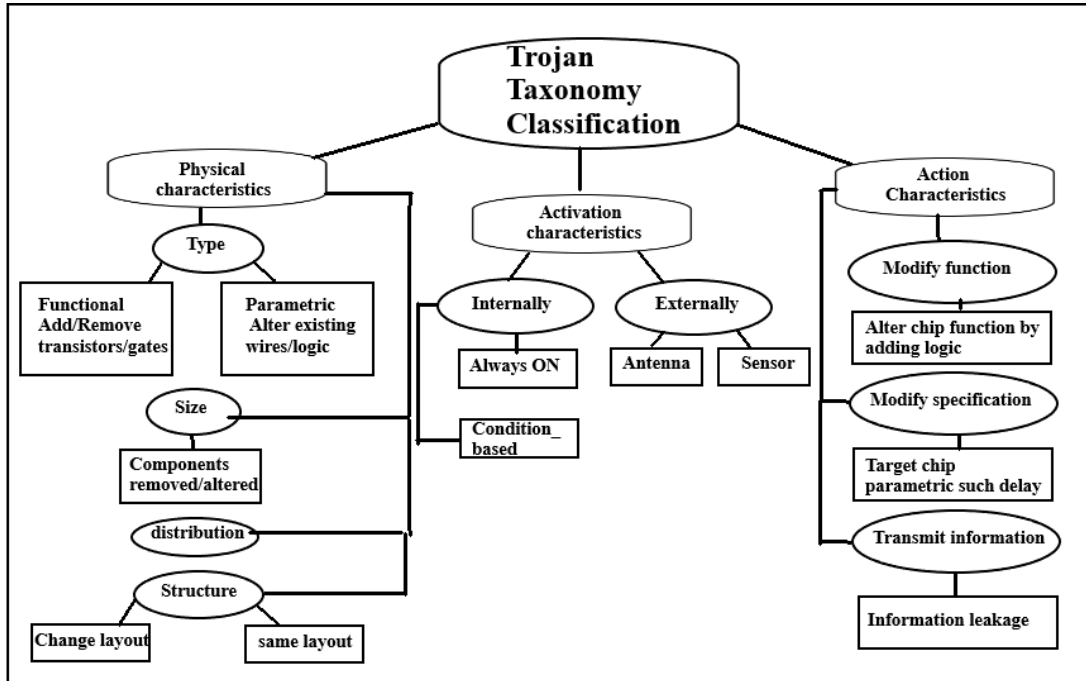 Trojan
Taxonomy
Classification
Physical
characteristics
Type
Functional
Add/Remove
transistors/gates
Parametric
Alter existing
wires/logic
Size
Components
removed/altered
distribution
Structure
Change layout
same layout
Activation
characteristics
Internally
Always ON
Condition_
based
Externally
Antenna
Sensor
Action
Characteristics
Modify function
Alter chip function by
adding logic
Modify specification
Target chip
parametric such delay
Transmit information
Information leakage